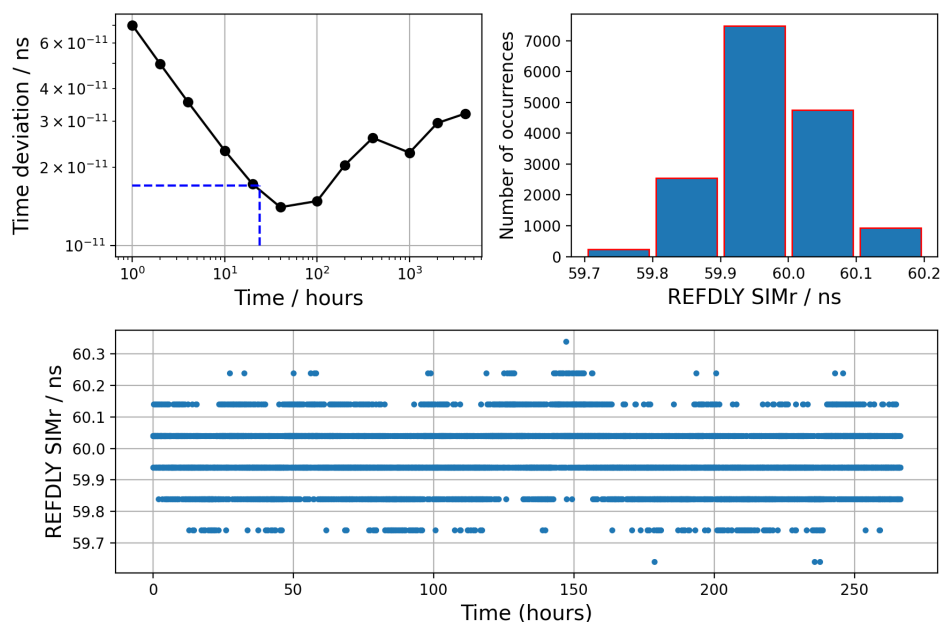 Time deviation / ns
6 × 10⁻¹¹
4 × 10⁻¹¹
3 × 10⁻¹¹
2 × 10⁻¹¹
10⁻¹¹
10⁰ 10¹ 10² 10³
Time / hours
Number of occurrences
7000
6000
5000
4000
3000
2000
1000
0
59.7 59.8 59.9 60.0 60.1 60.2
REFDLY SIMr / ns
REFDLY SIMr / ns
60.3
60.2
60.1
60.0
59.9
59.8
59.7
0 50 100 150 200 250
Time (hours)